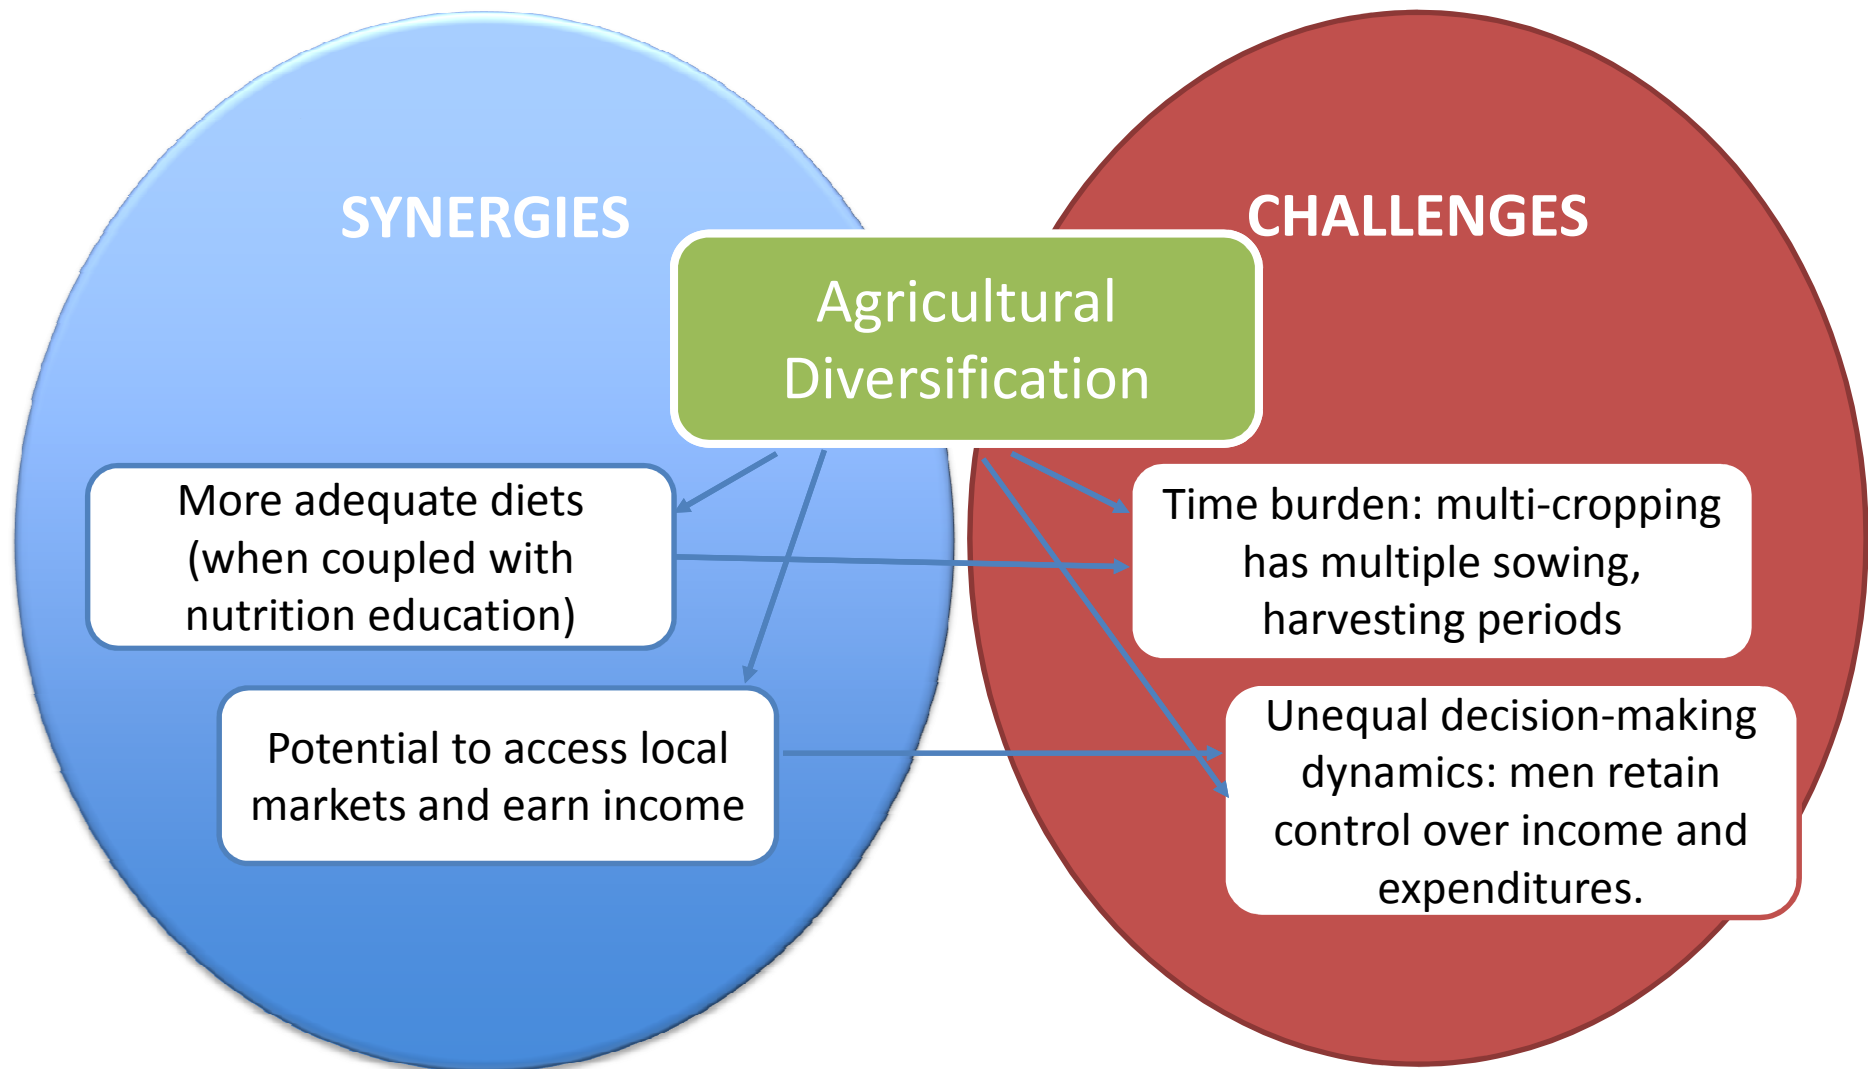 SYNERGIES
CHALLENGES
Agricultural
Diversification
More adequate diets
(when coupled with
nutrition education)
Time burden: multi-cropping
has multiple sowing,
harvesting periods
Potential to access local
markets and earn income
Unequal decision-making
dynamics: men retain
control over income and
expenditures.